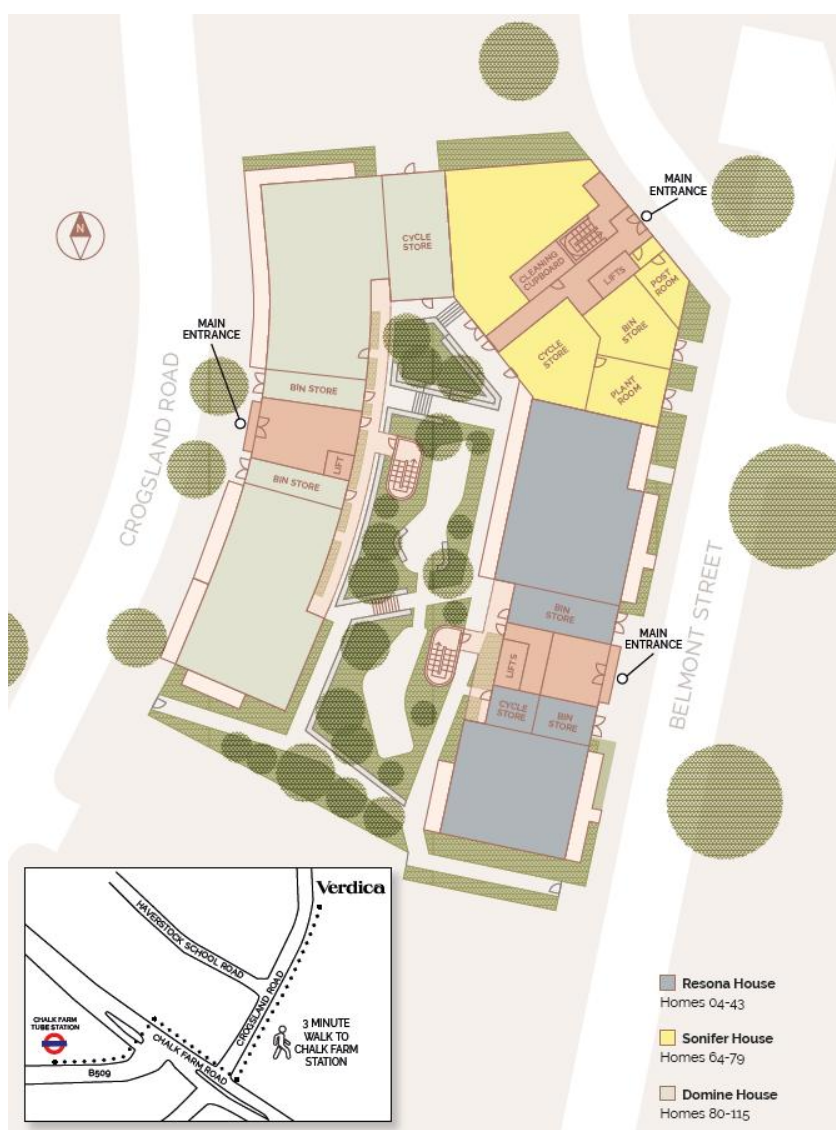 MAIN
ENTRANCE
N
CYCLE
STORE
CLEANING
CUPBOARD
LIFTS
POST
ROOM
BIN
STORE
CYCLE
STORE
PLANT
ROOM
MAIN
ENTRANCE
BIN STORE
LIFT
BIN STORE
CROGSLAND ROAD
BIN
STORE
LIFTS
MAIN
ENTRANCE
CYCLE
STORE
BIN
STORE
BELMONT STREET
Verdica
HAVERSTOCK SCHOOL ROAD
CROGSLAND ROAD
CHALK FARM
TUBE STATION
CHALK FARM ROAD
B509
3 MINUTE
WALK TO
CHALK FARM
STATION
Resona House
Homes 04-43
Sonifer House
Homes 64-79
Domine House
Homes 80-115